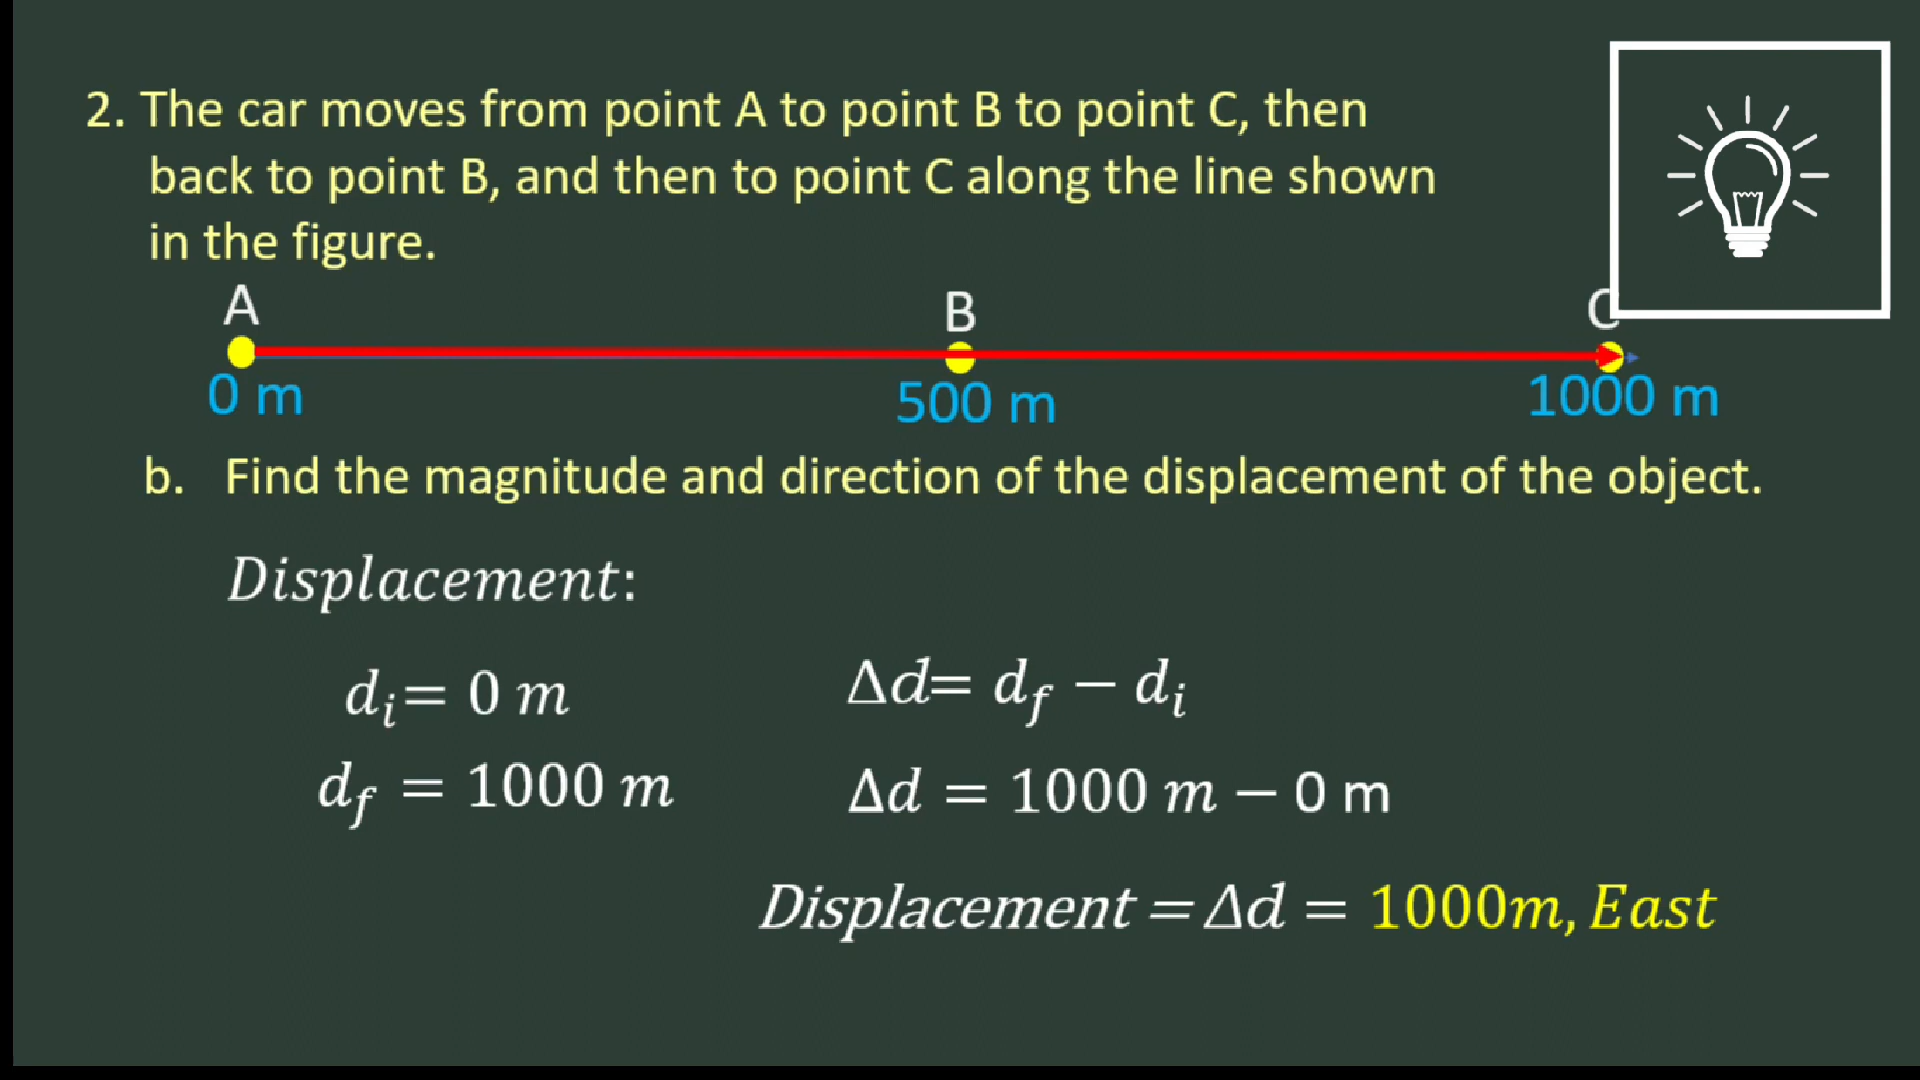 2. The car moves from point A to point B to point C, then
back to point B, and then to point C along the line shown
in the figure.
A B C
0 m 500 m 1000 m
b. Find the magnitude and direction of the displacement of the object.
Displacement:
dᵢ= 0 m Δd= d_f − dᵢ
d_f = 1000 m Δd = 1000 m − 0 m
Displacement = Δd = 1000m, East